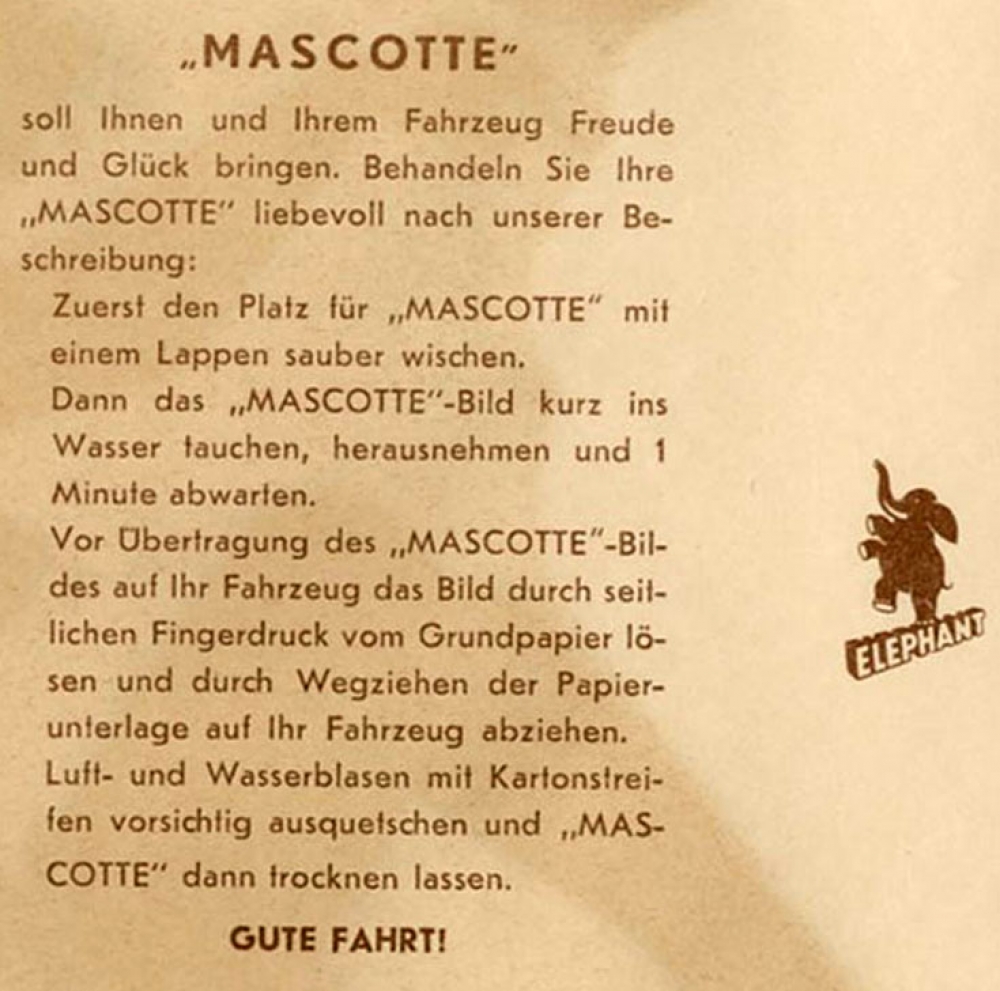 „MASCOTTE”
soll Ihnen und Ihrem Fahrzeug Freude
und Glück bringen. Behandeln Sie Ihre
„MASCOTTE” liebevoll nach unserer Be-
schreibung:
Zuerst den Platz für „MASCOTTE” mit
einem Lappen sauber wischen.
Dann das „MASCOTTE”-Bild kurz ins
Wasser tauchen, herausnehmen und 1
Minute abwarten.
Vor Übertragung des „MASCOTTE”-Bil-
des auf Ihr Fahrzeug das Bild durch seit-
lichen Fingerdruck vom Grundpapier lö-
sen und durch Wegziehen der Papier-
unterlage auf Ihr Fahrzeug abziehen.
Luft- und Wasserblasen mit Kartonstrei-
fen vorsichtig ausquetschen und „MAS-
COTTE” dann trocknen lassen.
GUTE FAHRT!
ELEPHANT